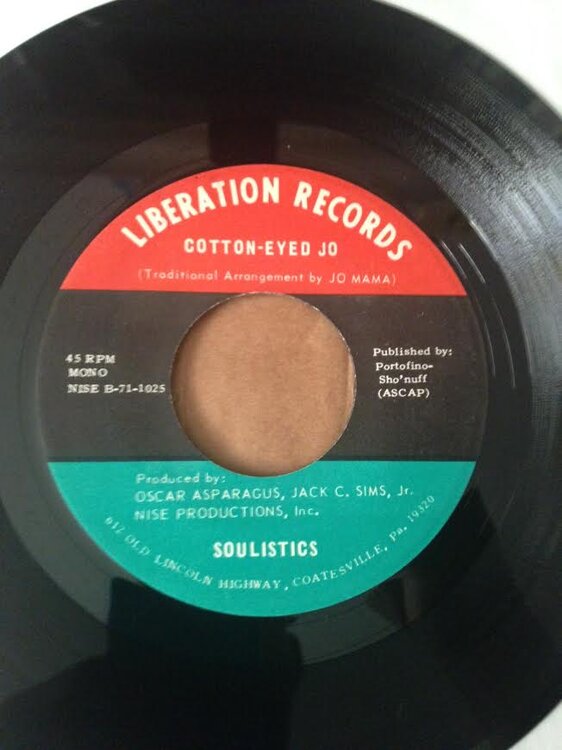 LIBERATION RECORDS
COTTON-EYED JO
(Traditional Arrangement by JO MAMA)
45 RPM
MONO
NISE B-71-1025
Published by:
Portofino-
Sho'nuff
(ASCAP)
Produced by:
OSCAR ASPARAGUS, JACK C. SIMS, Jr.
NISE PRODUCTIONS, Inc.
SOULISTICS
617 OLD LINCOLN HIGHWAY, COATESVILLE, Pa. 19320